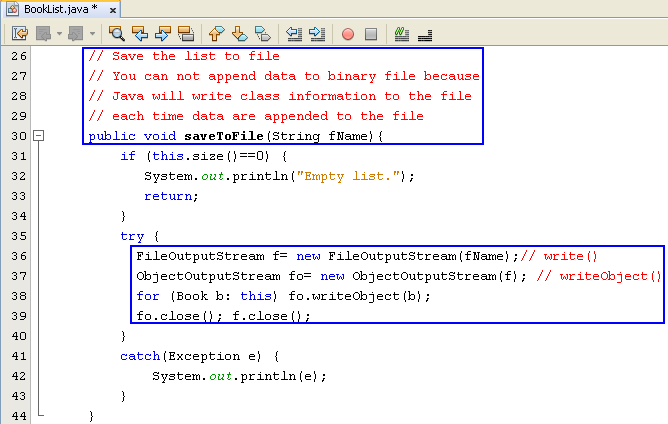 BookList.java * x
26 // Save the list to file
27 // You can not append data to binary file because
28 // Java will write class information to the file
29 // each time data are appended to the file
30 public void saveToFile(String fName){
31 if (this.size()==0) {
32 System.out.println("Empty list.");
33 return;
34 }
35 try {
36 FileOutputStream f= new FileOutputStream(fName);// write()
37 ObjectOutputStream fo= new ObjectOutputStream(f); // writeObject()
38 for (Book b: this) fo.writeObject(b);
39 fo.close(); f.close();
40 }
41 catch(Exception e) {
42 System.out.println(e);
43 }
44 }